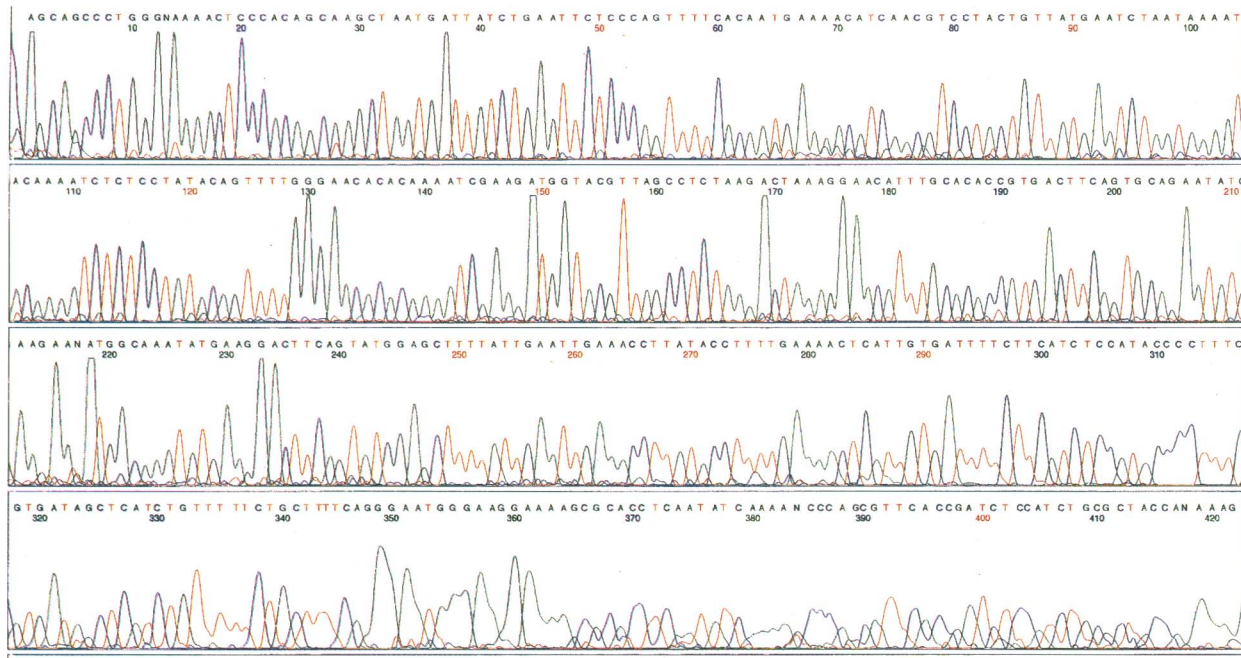 AGCAGCCCTGGGNAAAACTCCCACAGCAAGCTAATGATTATCTGAATTCTCCCAGTTTTCACAATGAAAACATCAACGTCCTACTGTTATGAATCTAATAAAAT
10 20 30 40 50 60 70 80 90 100
ACAAAATCTCTCCTATACAGTTTTGGGGAACACACAAAATCGAAGATGGTACGTTAGCCTCTAAGACTAAAGGAACATTTGCACACCGTGACTTCAGTGCAGAATATG
110 120 130 140 150 160 170 180 190 200 210
AAGAANATGGCAAATATGAAGGACTTCAGTATGGAGCTTTTATTGAATTGAAACCTTATACCTTTTGAAAACTCATTGTGATTTTCTTCATCTCCATACCCCTTTC
220 230 240 250 260 270 280 290 300 310
GTGATAGCTCATCTGTTTTTCTGCTTTTCAGGGAATGGGAAGGAAAAGCGCACCTCAATATCAAAANCCCAGCGTTCACCGATCTCCATCTGCGCTACCANAAAG
320 330 340 350 360 370 380 390 400 410 420